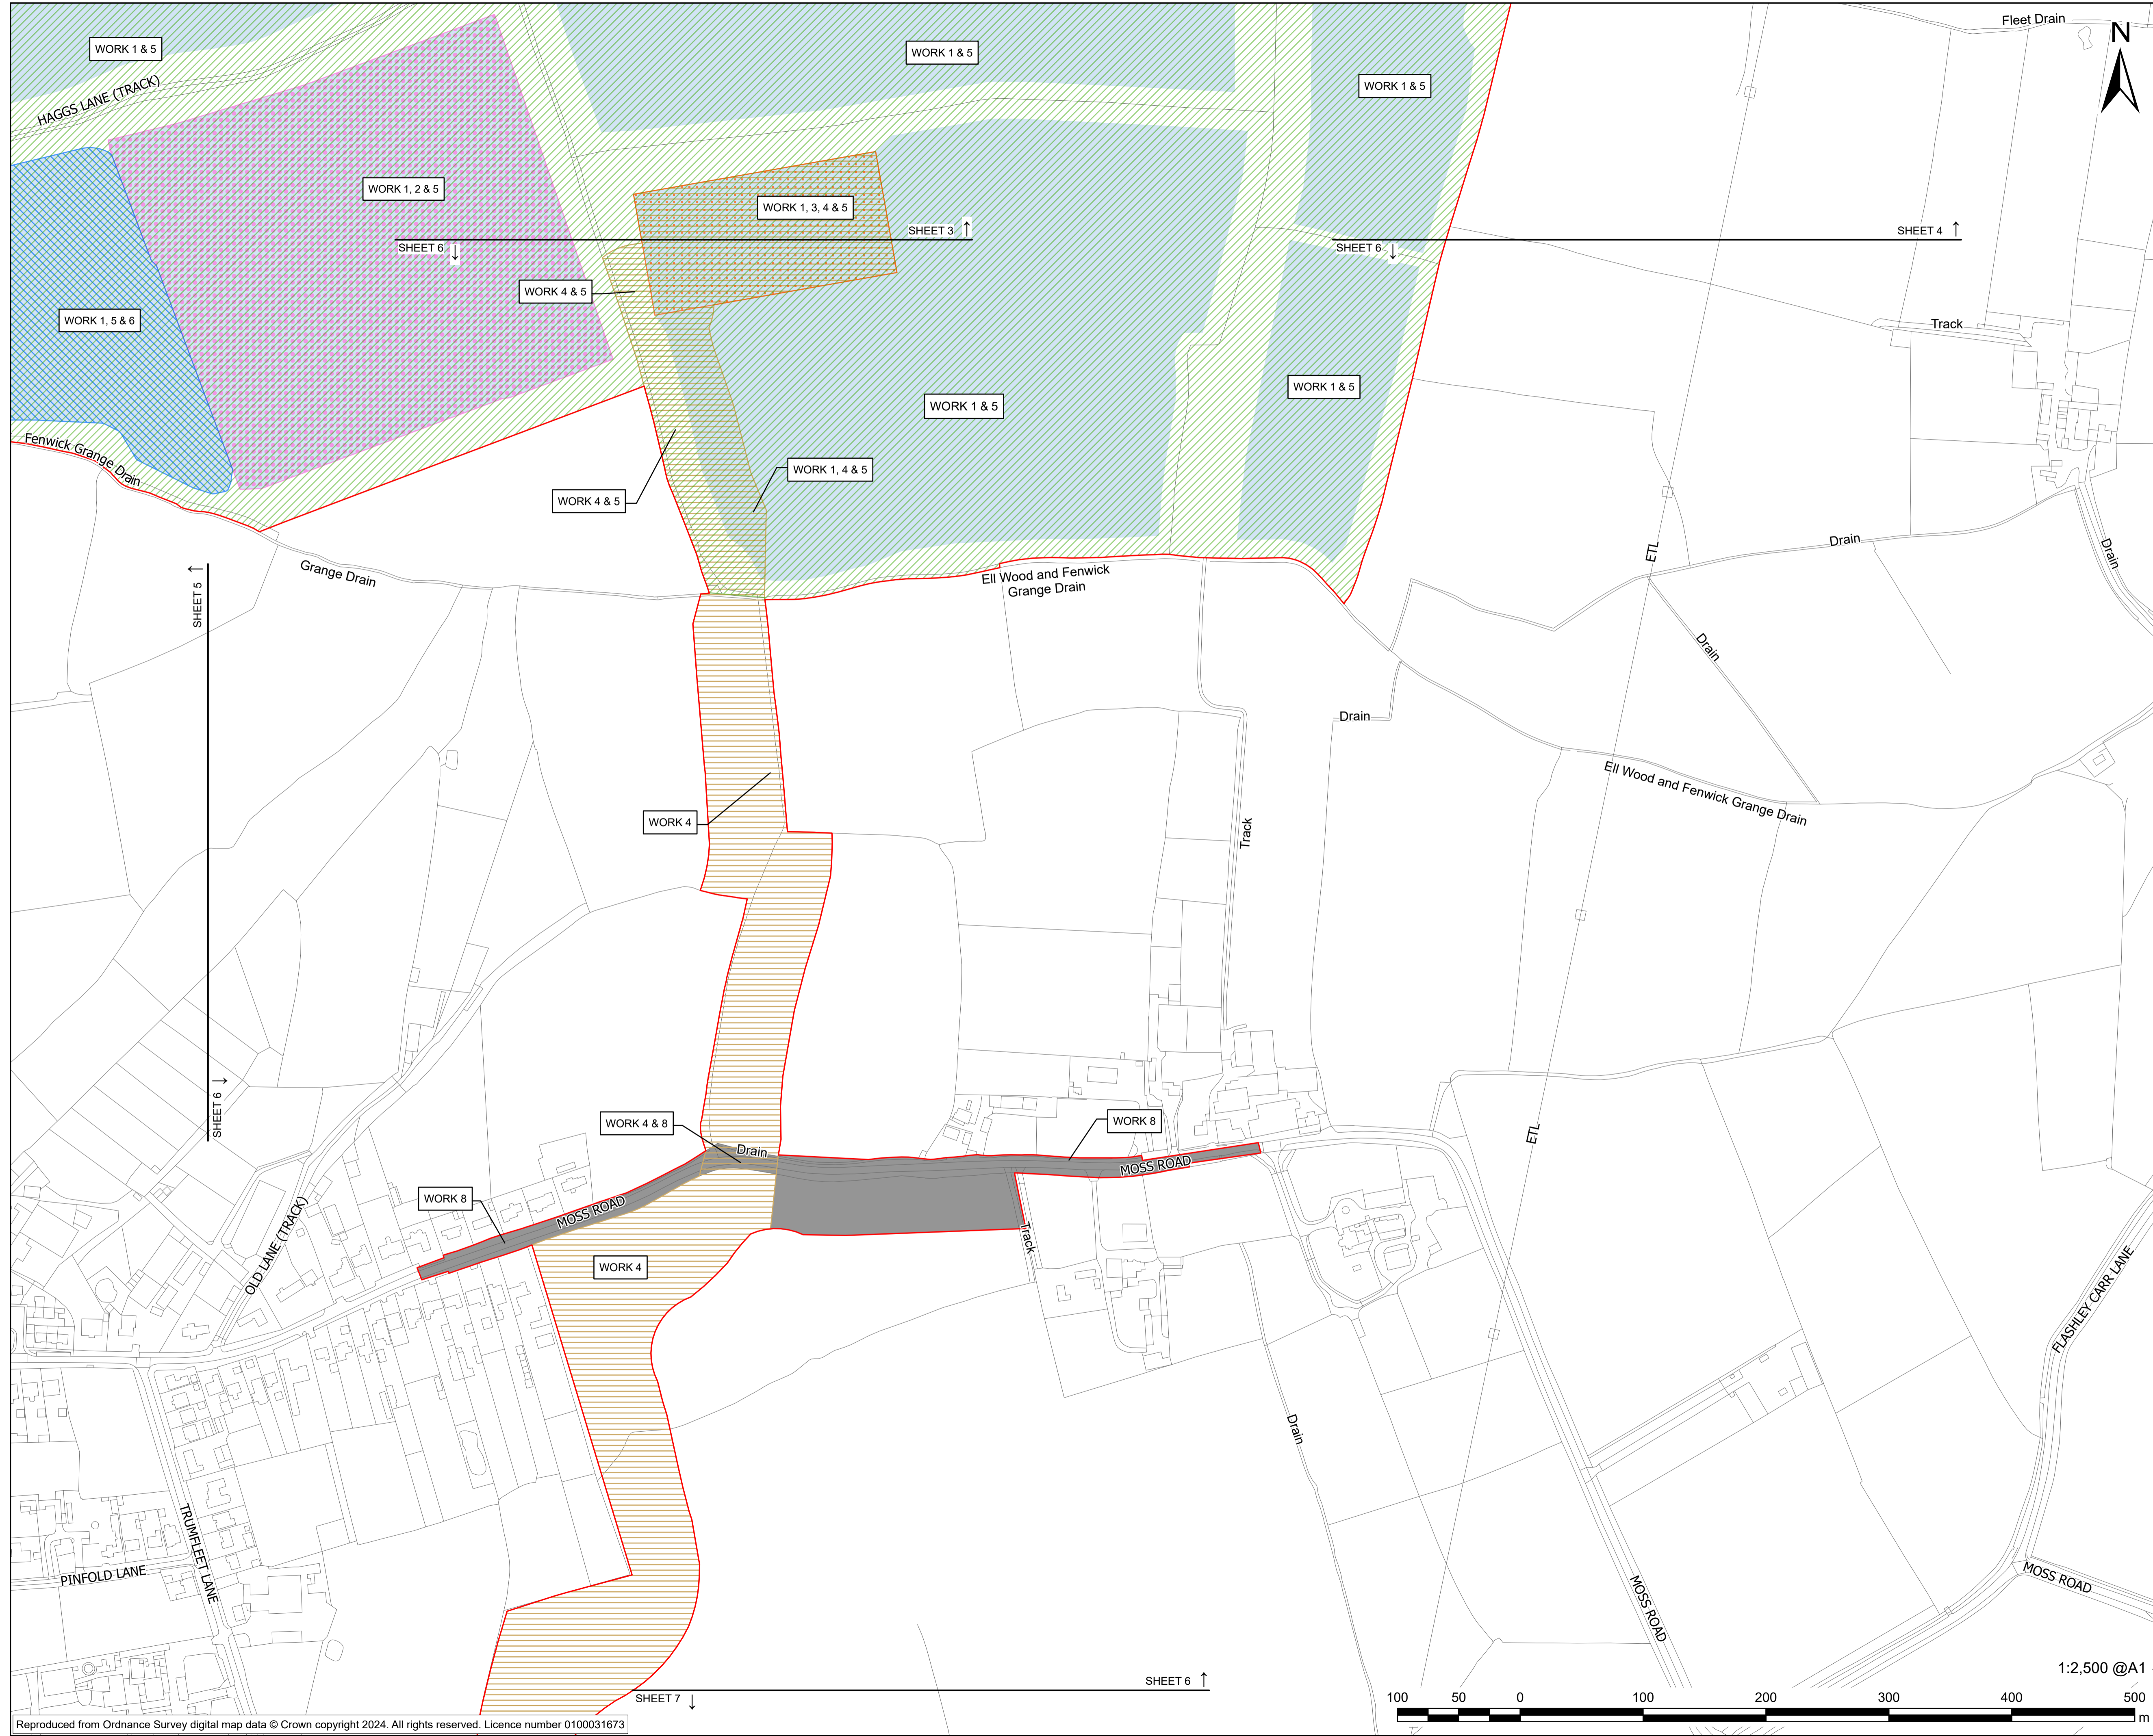 Fleet Drain
N
WORK 1 & 5
WORK 1 & 5
WORK 1 & 5
HAGGS LANE (TRACK)
WORK 1, 2 & 5
WORK 1, 3, 4 & 5
SHEET 3 ↑
SHEET 6 ↓
SHEET 4 ↑
SHEET 6 ↓
WORK 4 & 5
WORK 1, 5 & 6
Track
WORK 1 & 5
WORK 1 & 5
Fenwick Grange Drain
WORK 1, 4 & 5
WORK 4 & 5
Drain
Drain
ETL
Grange Drain
Ell Wood and Fenwick
Grange Drain
SHEET 5 ↑
Drain
Drain
Ell Wood and Fenwick Grange Drain
WORK 4
Track
SHEET 6 ↓
WORK 4 & 8
WORK 8
ETL
Drain
MOSS ROAD
WORK 8
MOSS ROAD
OLD LANE (TRACK)
Track
WORK 4
FLASHLEY CARR LANE
Drain
TRUMFLEET LANE
PINFOLD LANE
MOSS ROAD
MOSS ROAD
1:2,500 @A1
SHEET 6 ↑
SHEET 7 ↓
100 50 0 100 200 300 400 500
m
Reproduced from Ordnance Survey digital map data © Crown copyright 2024. All rights reserved. Licence number 0100031673